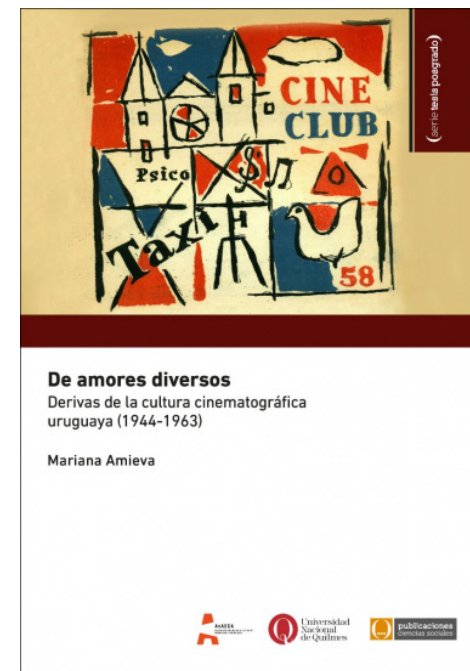 (serie tesis posgrado)
CINE
CLUB
Psico
Taxi
58
De amores diversos
Derivas de la cultura cinematográfica
uruguaya (1944-1963)
Mariana Amieva
AsAECA
Universidad
Nacional
de Quilmes
publicaciones
ciencias sociales